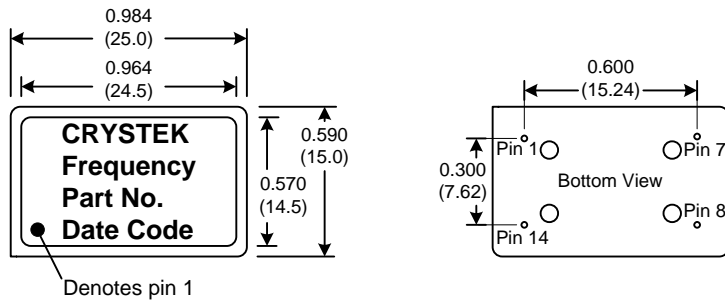 0.984
(25.0)
0.964
(24.5)
CRYSTEK
Frequency
Part No.
Date Code
0.590
(15.0)
0.570
(14.5)
Denotes pin 1
0.600
(15.24)
Pin 1
Pin 7
0.300
(7.62)
Bottom View
Pin 8
Pin 14